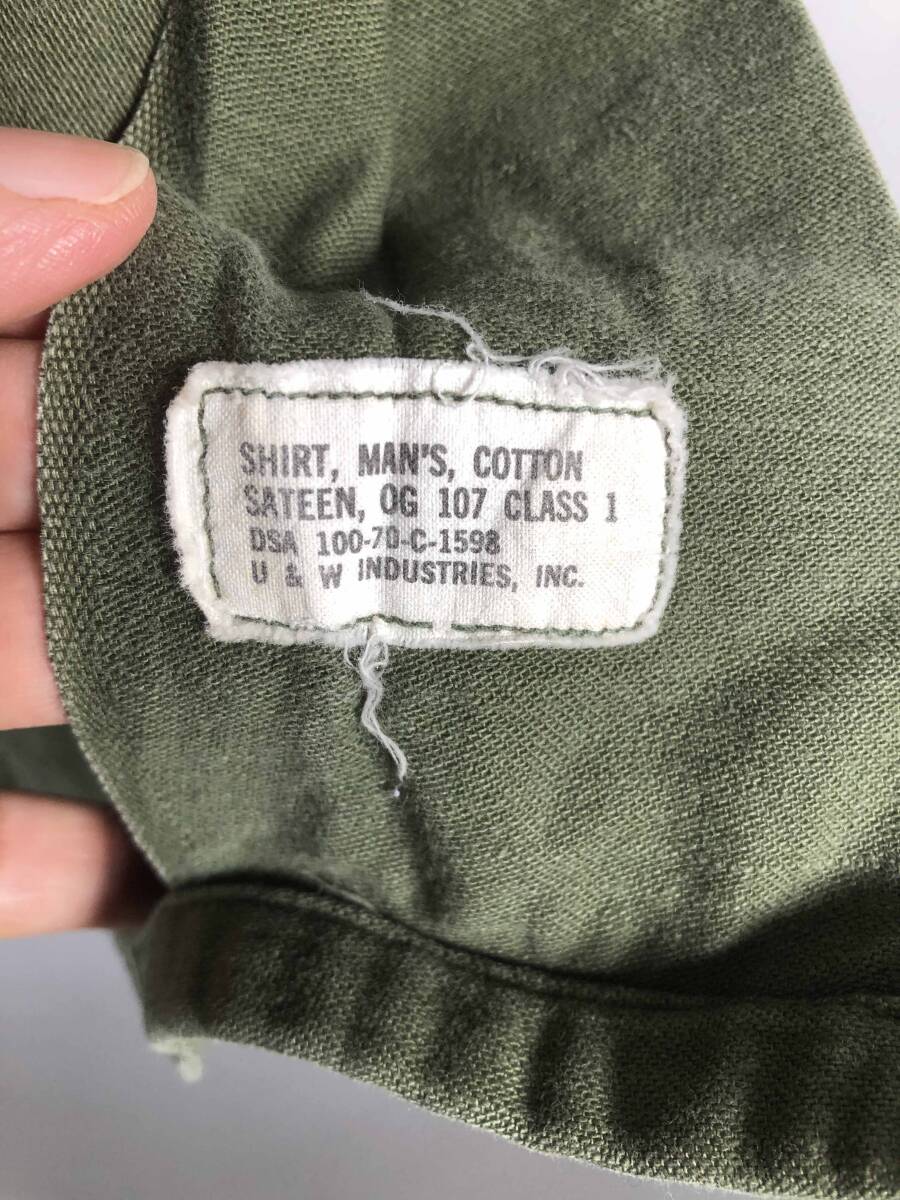 SHIRT, MAN'S, COTTON
SATEEN, OG 107 CLASS 1
DSA 100-70-C-1598
U & W INDUSTRIES, INC.